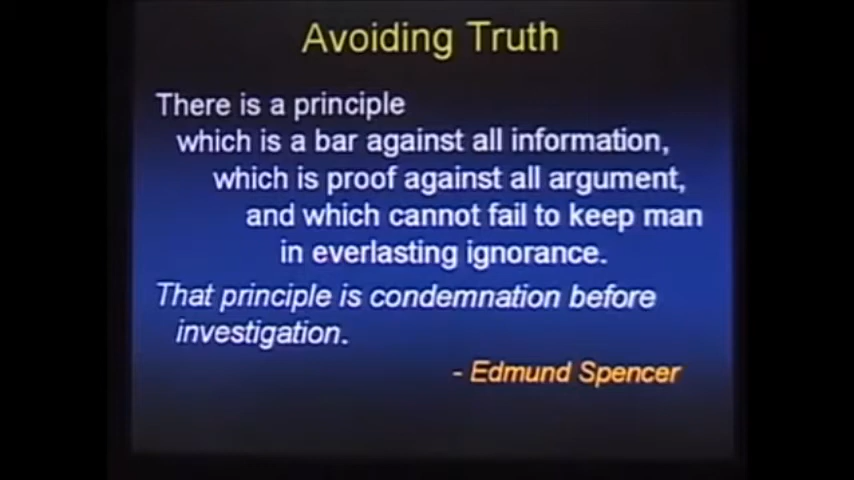 Avoiding Truth
There is a principle
which is a bar against all information,
which is proof against all argument,
and which cannot fail to keep man
in everlasting ignorance.
That principle is condemnation before
investigation.
- Edmund Spencer